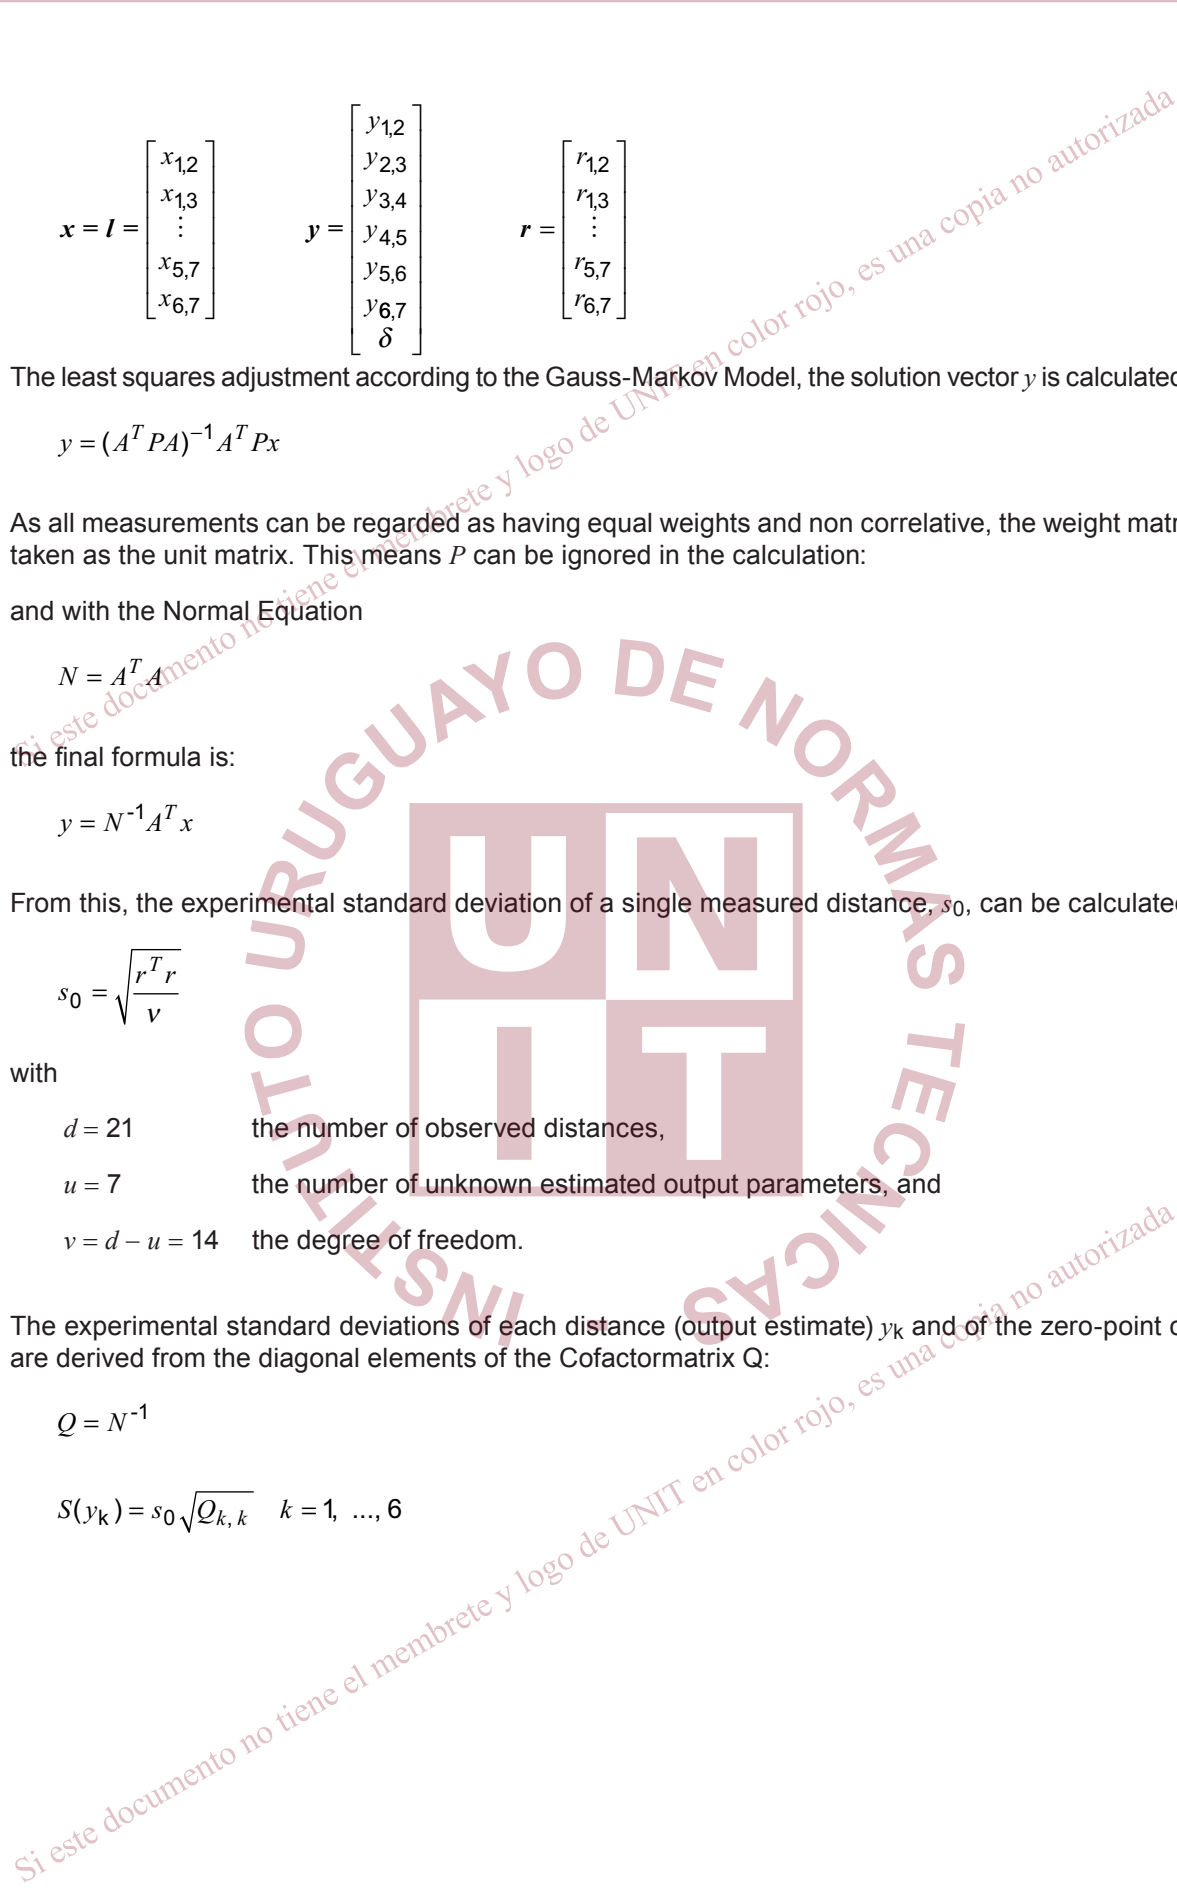 x = l = [ x1,2 x1,3 ⋮ x5,7 x6,7 ] y = [ y1,2 y2,3 y3,4 y4,5 y5,6 y6,7 δ ] r = [ r1,2 r1,3 ⋮ r5,7 r6,7 ]
The least squares adjustment according to the Gauss-Markov Model, the solution vector y is calculated
y = (A^T PA)^−1 A^T Px
As all measurements can be regarded as having equal weights and non correlative, the weight
taken as the unit matrix. This means P can be ignored in the calculation:
and with the Normal Equation
N = A^T A
the final formula is:
y = N^-1 A^T x
From this, the experimental standard deviation of a single measured distance, s0, can be calculated
s0 = √(r^T r / ν)
with
d = 21 the number of observed distances,
u = 7 the number of unknown estimated output parameters, and
ν = d − u = 14 the degree of freedom.
The experimental standard deviations of each distance (output estimate) yk and of the zero-point
are derived from the diagonal elements of the Cofactormatrix Q:
Q = N^-1
S(yk) = s0 √Qk, k k = 1, ..., 6
Si este documento no tiene el membrete y logo de UNIT en color rojo, es una copia no autorizada
INSTITUTO URUGUAYO DE NORMAS TECNICAS -
UNIT
Si este documento no tiene el membrete y logo de UNIT en color rojo, es una copia no autorizada